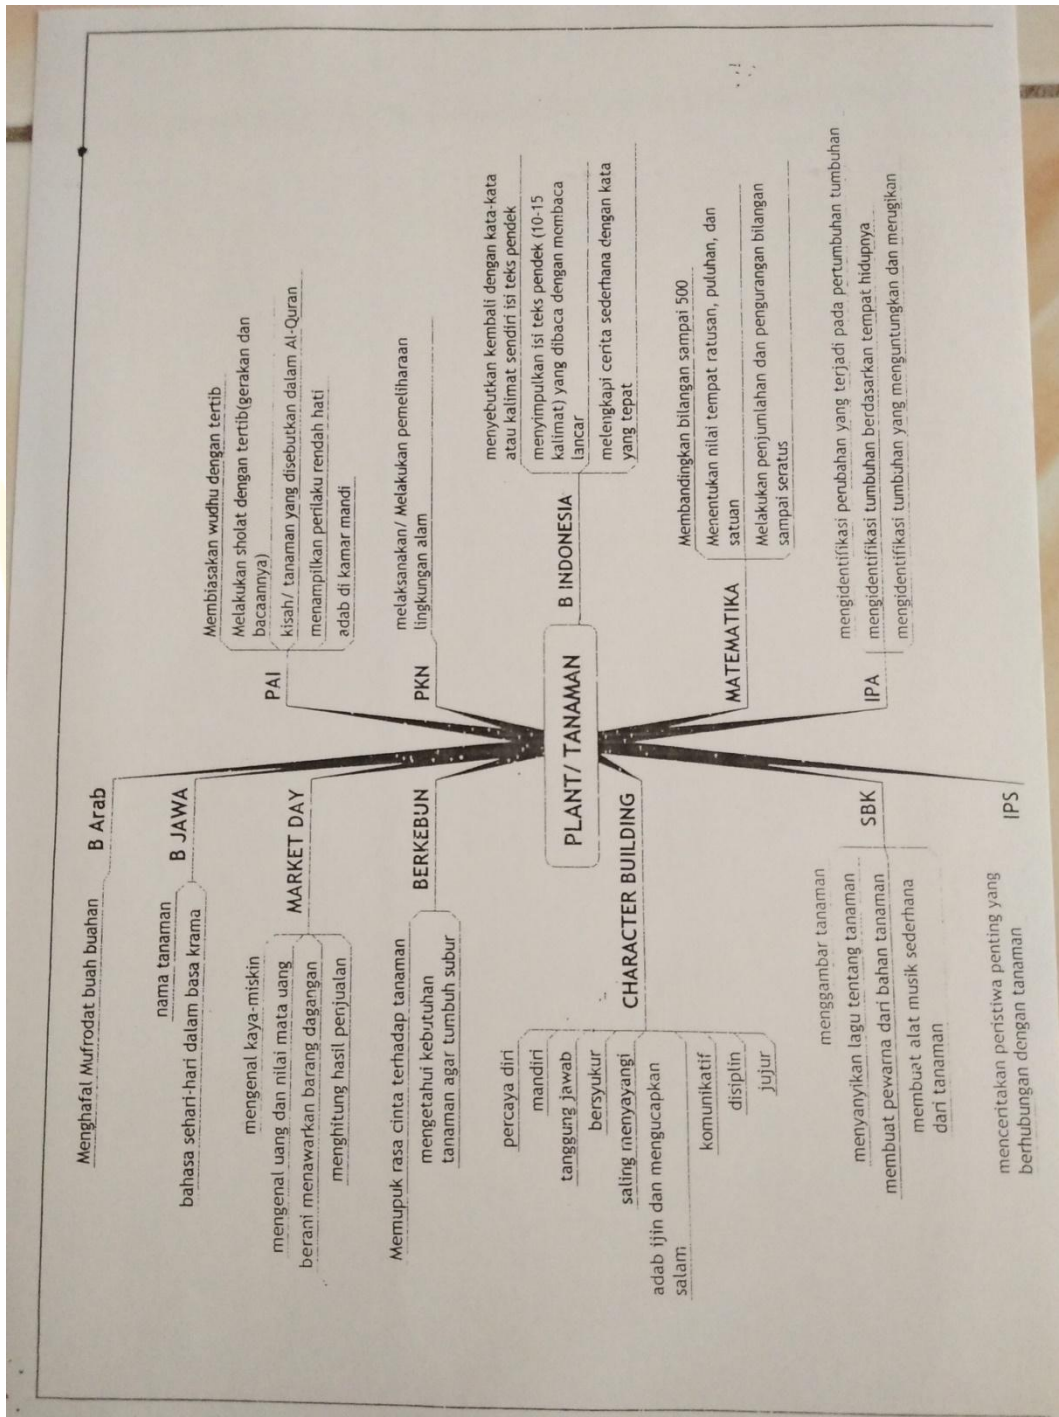 B Arab
Menghafal Mufrodat buah buahan
B JAWA
nama tanaman
bahasa sehari-hari dalam basa krama
MARKET DAY
mengenal kaya-miskin
mengenal uang dan nilai mata uang
berani menawarkan barang dagangan
menghitung hasil penjualan
BERKEBUN
Memupuk rasa cinta terhadap tanaman
mengetahui kebutuhan
tanaman agar tumbuh subur
CHARACTER BUILDING
percaya diri
mandiri
tanggung jawab
bersyukur
saling menyayangi
adab ijin dan mengucapkan
salam
komunikatif
disiplin
jujur
SBK
menggambar tanaman
menyanyikan lagu tentang tanaman
membuat pewarna dari bahan tanaman
membuat alat musik sederhana
dari tanaman
IPS
menceritakan peristiwa penting yang
berhubungan dengan tanaman
PLANT/ TANAMAN
PAI
Membiasakan wudhu dengan tertib
Melakukan sholat dengan tertib(gerakan dan
bacaannya)
kisah/ tanaman yang disebutkan dalam Al-Quran
menampilkan perilaku rendah hati
adab di kamar mandi
PKN
melaksanakan/ Melakukan pemeliharaan
lingkungan alam
B INDONESIA
menyebutkan kembali dengan kata-kata
atau kalimat sendiri isi teks pendek
menyimpulkan isi teks pendek (10-15
kalimat) yang dibaca dengan membaca
lancar
melengkapi cerita sederhana dengan kata
yang tepat
MATEMATIKA
Membandingkan bilangan sampai 500
Menentukan nilai tempat ratusan, puluhan, dan
satuan
Melakukan penjumlahan dan pengurangan bilangan
sampai seratus
IPA
mengidentifikasi perubahan yang terjadi pada pertumbuhan tumbuhan
mengidentifikasi tumbuhan berdasarkan tempat hidupnya
mengidentifikasi tumbuhan yang menguntungkan dan merugikan